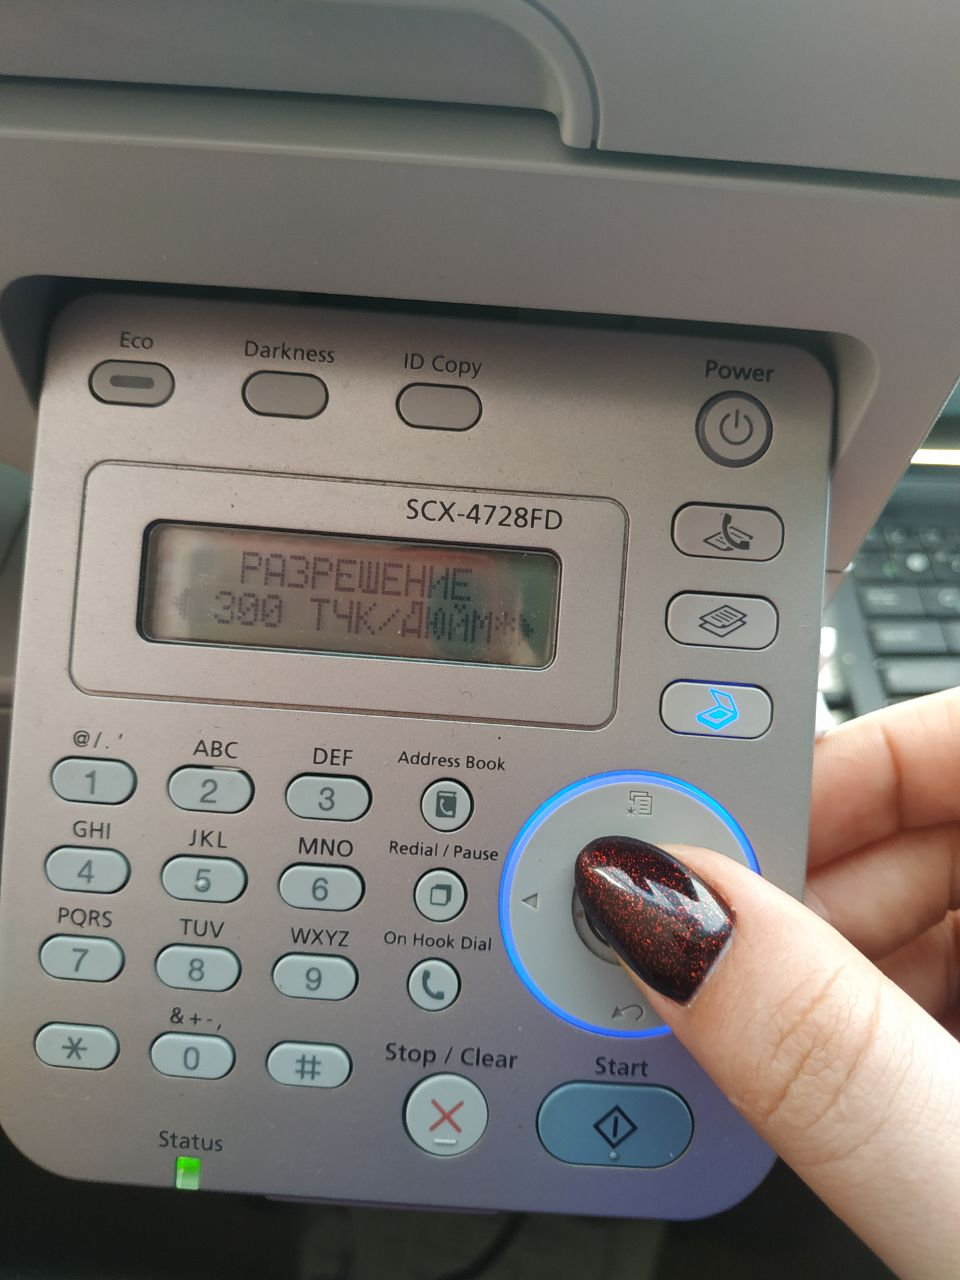 Eco
Darkness
ID Copy
Power
SCX-4728FD
РАЗРЕШЕНИЕ
300 ТЧК/ДЮЙМ*
@/.'
ABC
DEF
Address Book
1
2
3
GHI
JKL
MNO
Redial / Pause
4
5
6
PQRS
TUV
WXYZ
On Hook Dial
7
8
9
&+-,
*
0
#
Stop / Clear
Start
Status